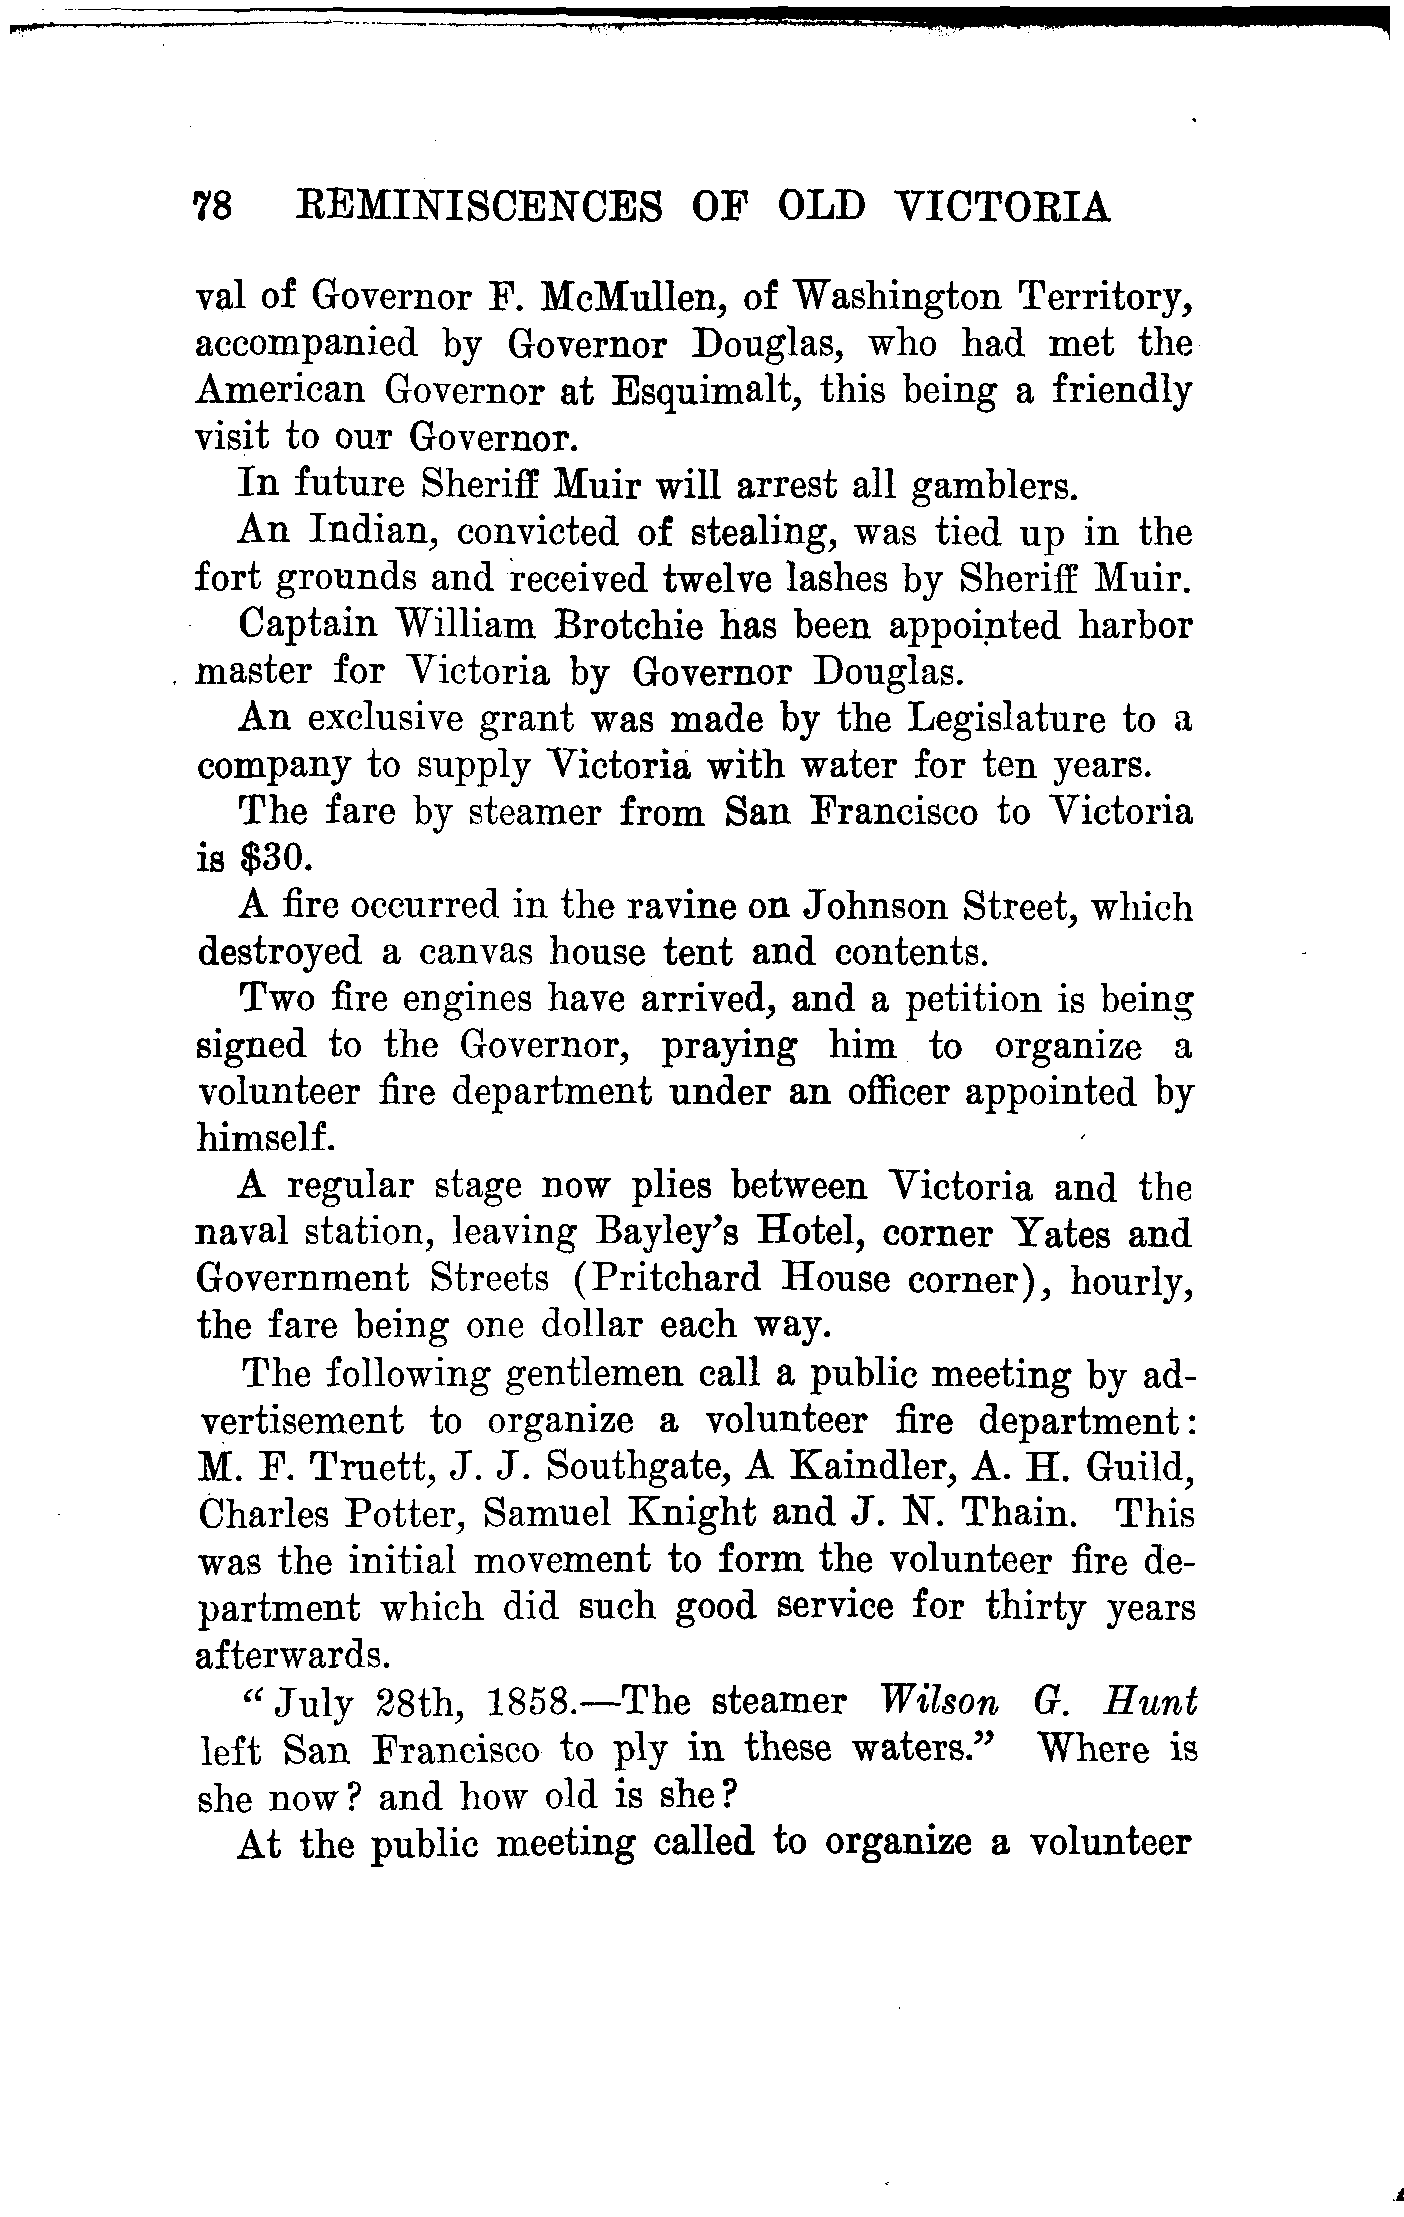 78 REMINISCENCES OF OLD VICTORIA
val of Governor F. McMullen, of Washington Territory,
accompanied by Governor Douglas, who had met the
American Governor at Esquimalt, this being a friendly
visit to our Governor.
In future Sheriff Muir will arrest all gamblers.
An Indian, convicted of stealing, was tied up in the
fort grounds and received twelve lashes by Sheriff Muir.
Captain William Brotchie has been appointed harbor
master for Victoria by Governor Douglas.
An exclusive grant was made by the Legislature to a
company to supply Victoria with water for ten years.
The fare by steamer from San Francisco to Victoria
is $30.
A fire occurred in the ravine on Johnson Street, which
destroyed a canvas house tent and contents.
Two fire engines have arrived, and a petition is being
signed to the Governor, praying him to organize a
volunteer fire department under an officer appointed by
himself.
A regular stage now plies between Victoria and the
naval station, leaving Bayley's Hotel, corner Yates and
Government Streets (Pritchard House corner), hourly,
the fare being one dollar each way.
The following gentlemen call a public meeting by ad-
vertisement to organize a volunteer fire department:
M. F. Truett, J. J. Southgate, A Kaindler, A. H. Guild,
Charles Potter, Samuel Knight and J. N. Thain. This
was the initial movement to form the volunteer fire de-
partment which did such good service for thirty years
afterwards.
"July 28th, 1858.—The steamer Wilson G. Hunt
left San Francisco to ply in these waters." Where is
she now? and how old is she?
At the public meeting called to organize a volunteer